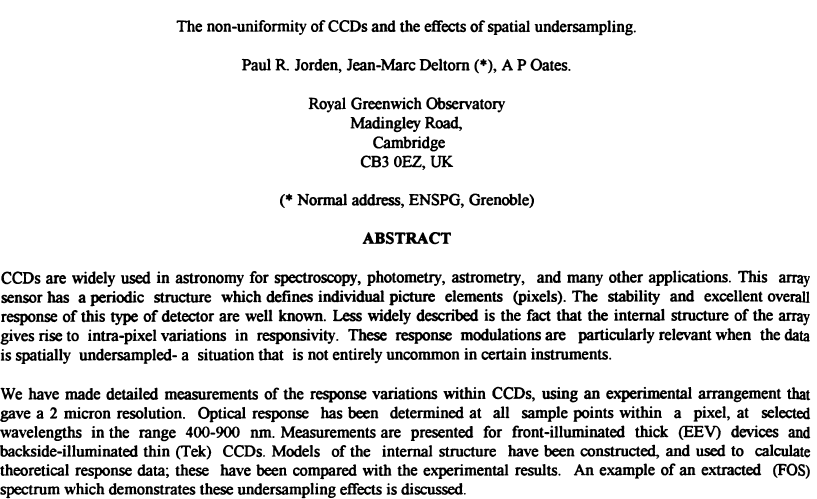 The non-uniformity of CCDs and the effects of spatial undersampling.
Paul R. Jorden, Jean-Marc Deltorn (*), A P Oates.
Royal Greenwich Observatory
Madingley Road,
Cambridge
CB3 0EZ, UK
(* Normal address, ENSPG, Grenoble)
ABSTRACT
CCDs are widely used in astronomy for spectroscopy, photometry, astrometry, and many other applications. This array
sensor has a periodic structure which defines individual picture elements (pixels). The stability and excellent overall
response of this type of detector are well known. Less widely described is the fact that the internal structure of the array
gives rise to intra-pixel variations in responsivity. These response modulations are particularly relevant when the data
is spatially undersampled- a situation that is not entirely uncommon in certain instruments.
We have made detailed measurements of the response variations within CCDs, using an experimental arrangement that
gave a 2 micron resolution. Optical response has been determined at all sample points within a pixel, at selected
wavelengths in the range 400-900 nm. Measurements are presented for front-illuminated thick (EEV) devices and
backside-illuminated thin (Tek) CCDs. Models of the internal structure have been constructed, and used to calculate
theoretical response data; these have been compared with the experimental results. An example of an extracted (FOS)
spectrum which demonstrates these undersampling effects is discussed.